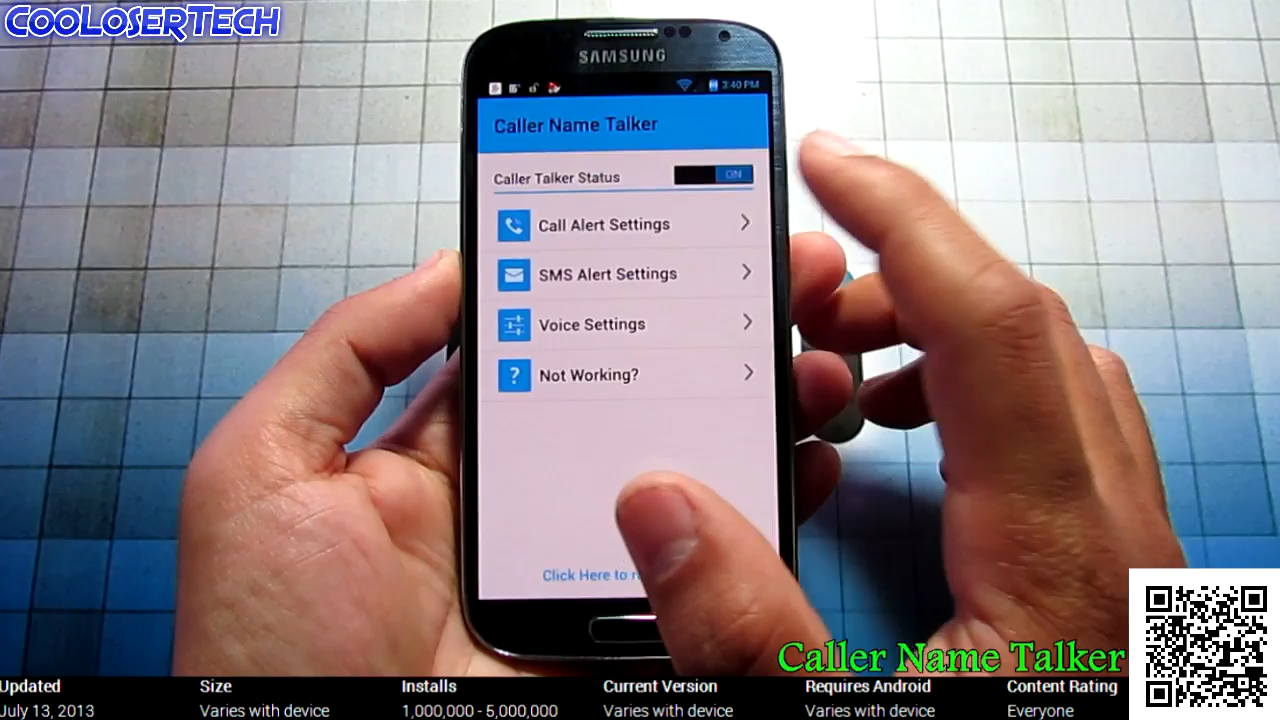 CooLoserTech
SAMSUNG
3:40 PM
Caller Name Talker
Caller Talker Status
ON
Call Alert Settings
SMS Alert Settings
Voice Settings
Not Working?
Click Here to
Caller Name Talker
Updated
Size
Installs
Current Version
Requires Android
Content Rating
July 13, 2013
Varies with device
1,000,000 - 5,000,000
Varies with device
Varies with device
Everyone